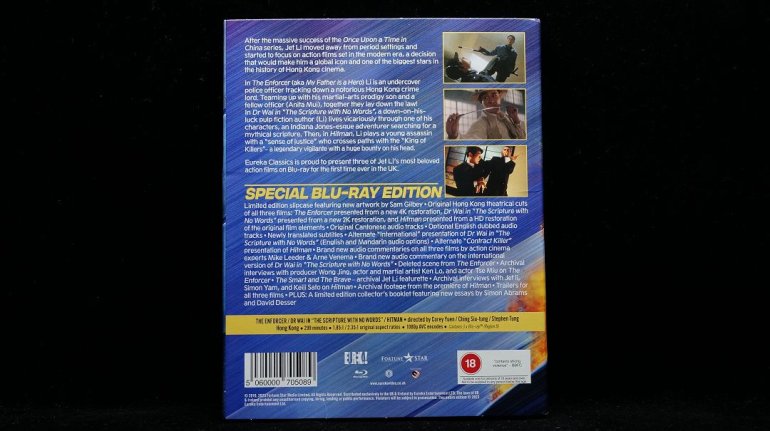 After the massive success of the Once Upon a Time in
China series, Jet Li moved away from period settings and
started to focus on action films set in the modern era, a decision
that would make him a global icon and one of the biggest stars in
the history of Hong Kong cinema.
In The Enforcer (aka My Father is a Hero) Li is an undercover
police officer tracking down a notorious Hong Kong crime
lord. Teaming up with his martial-arts prodigy son and a
fellow officer (Anita Mui), together they lay down the law!
In Dr Wai in "The Scripture with No Words", a down-on-his-
luck pulp fiction author (Li) lives vicariously through one of his
characters, an Indiana Jones-esque adventurer searching for a
mythical scripture. Then, in Hitman, Li plays a young assassin
with a "sense of justice" who crosses paths with the "King of
Killers"- a legendary vigilante with a huge bounty on his head.
Eureka Classics is proud to present three of Jet Li's most beloved
action films on Blu-ray for the first time ever in the UK.
SPECIAL BLU-RAY EDITION
Limited edition slipcase featuring new artwork by Sam Gilbey • Original Hong Kong theatrical cuts
of all three films: The Enforcer presented from a new 4K restoration, Dr Wai in "The Scripture with
No Words" presented from a new 2K restoration, and Hitman presented from a HD restoration
of the original film elements • Original Cantonese audio tracks • Optional English dubbed audio
tracks • Newly translated subtitles • Alternate "International" presentation of Dr Wai in "The
Scripture with No Words" (English and Mandarin audio options) • Alternate "Contract Killer"
presentation of Hitman • Brand new audio commentaries on all three films by action cinema
experts Mike Leeder & Arne Venema • Brand new audio commentary on the international
version of Dr Wai in "The Scripture with No Words" • Deleted scene from The Enforcer • Archival
interviews with producer Wong Jing, actor and martial artist Ken Lo, and actor Tse Miu on The
Enforcer • The Smart and The Brave - archival Jet Li featurette • Archival interviews with Jet Li,
Simon Yam, and Keiji Sato on Hitman • Archival footage from the premiere of Hitman • Trailers for
all three films • PLUS: A limited edition collector's booklet featuring new essays by Simon Abrams
and David Desser
THE ENFORCER / DR WAI IN "THE SCRIPTURE WITH NO WORDS" / HITMAN • directed by Corey Yuen / Ching Siu-tung / Stephen Tung
Hong Kong • 299 minutes • 1.85:1 / 2.35:1 original aspect ratios • 1080p AVC encodes •
5 060000 705089
EUREKA!
FORTUNE STAR
18
Blu-ray
www.eurekavideo.co.uk